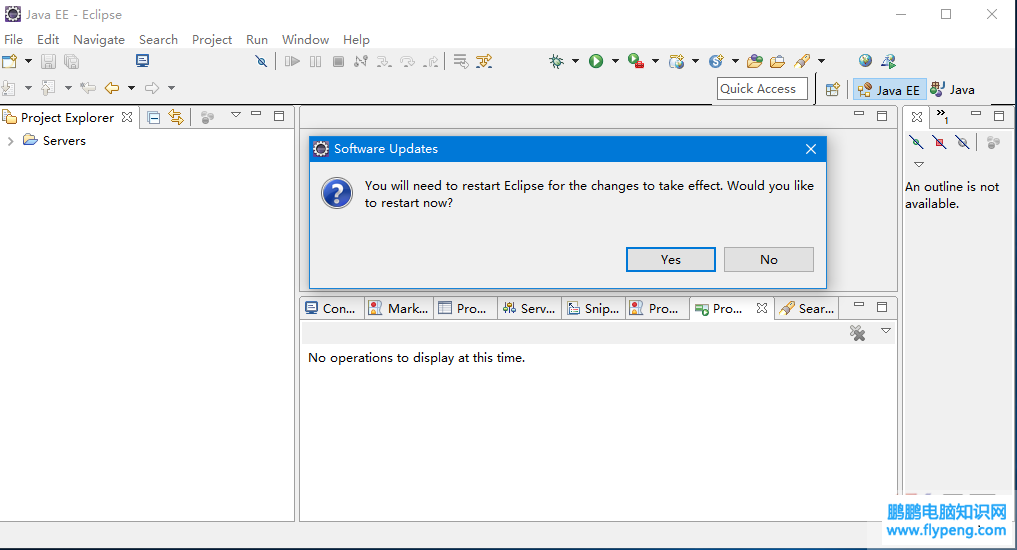 Java EE - Eclipse
File Edit Navigate Search Project Run Window Help
Quick Access
Java EE
Java
Project Explorer
1
Servers
Software Updates
You will need to restart Eclipse for the changes to take effect. Would you like
to restart now?
Yes
No
An outline is not
available.
Con...
Mark...
Pro...
Serv...
Snip...
Pro...
Pro...
Sear...
No operations to display at this time.
鹏鹏电脑知识网
www.flypeng.com